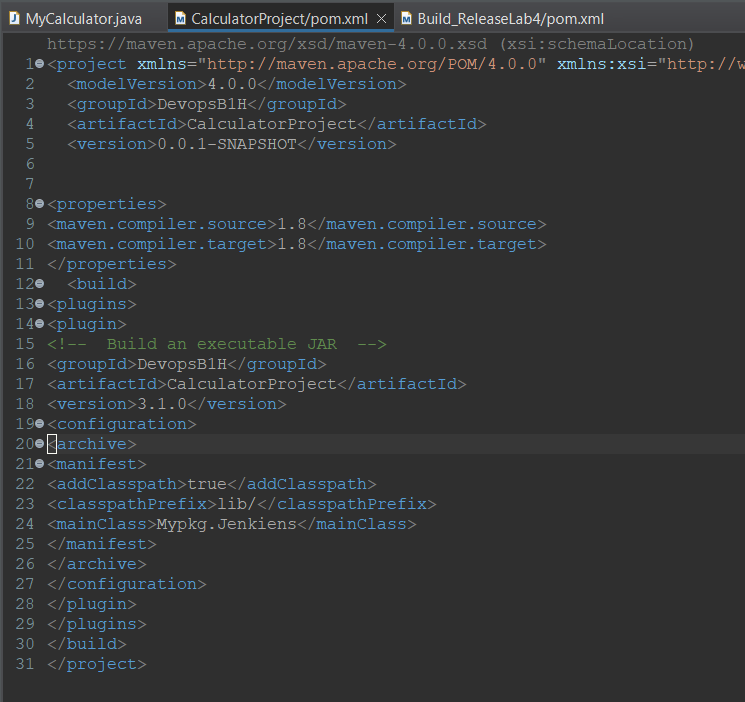 MyCalculator.java CalculatorProject/pom.xml Build_ReleaseLab4/pom.xml
https://maven.apache.org/xsd/maven-4.0.0.xsd (xsi:schemaLocation)
1 <project xmlns="http://maven.apache.org/POM/4.0.0" xmlns:xsi="http://w
2 <modelVersion>4.0.0</modelVersion>
3 <groupId>DevopsB1H</groupId>
4 <artifactId>CalculatorProject</artifactId>
5 <version>0.0.1-SNAPSHOT</version>
6
7
8 <properties>
9 <maven.compiler.source>1.8</maven.compiler.source>
10 <maven.compiler.target>1.8</maven.compiler.target>
11 </properties>
12 <build>
13 <plugins>
14 <plugin>
15 <!-- Build an executable JAR -->
16 <groupId>DevopsB1H</groupId>
17 <artifactId>CalculatorProject</artifactId>
18 <version>3.1.0</version>
19 <configuration>
20 <archive>
21 <manifest>
22 <addClasspath>true</addClasspath>
23 <classpathPrefix>lib/</classpathPrefix>
24 <mainClass>Mypkg.Jenkiens</mainClass>
25 </manifest>
26 </archive>
27 </configuration>
28 </plugin>
29 </plugins>
30 </build>
31 </project>